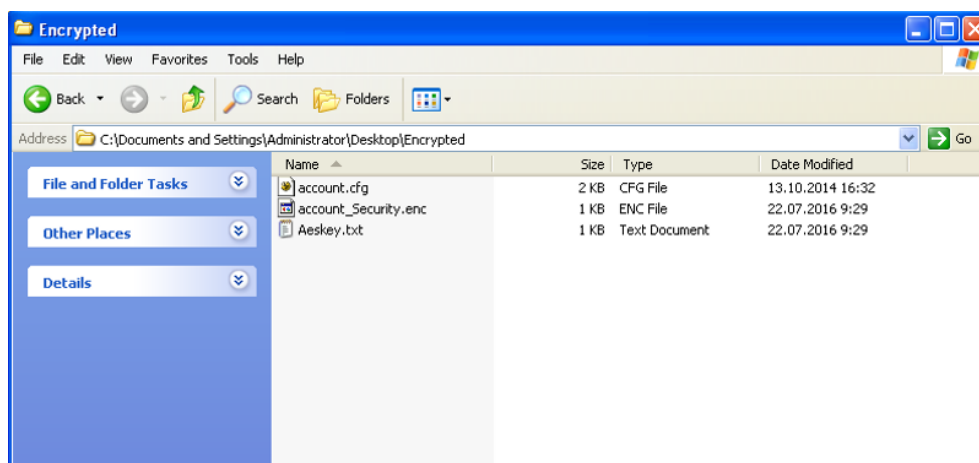 Encrypted
File Edit View Favorites Tools Help
Back Search Folders
Address C:\Documents and Settings\Administrator\Desktop\Encrypted Go
Name Size Type Date Modified
File and Folder Tasks
account.cfg 2 KB CFG File 13.10.2014 16:32
account_Security.enc 1 KB ENC File 22.07.2016 9:29
Other Places
Aeskey.txt 1 KB Text Document 22.07.2016 9:29
Details